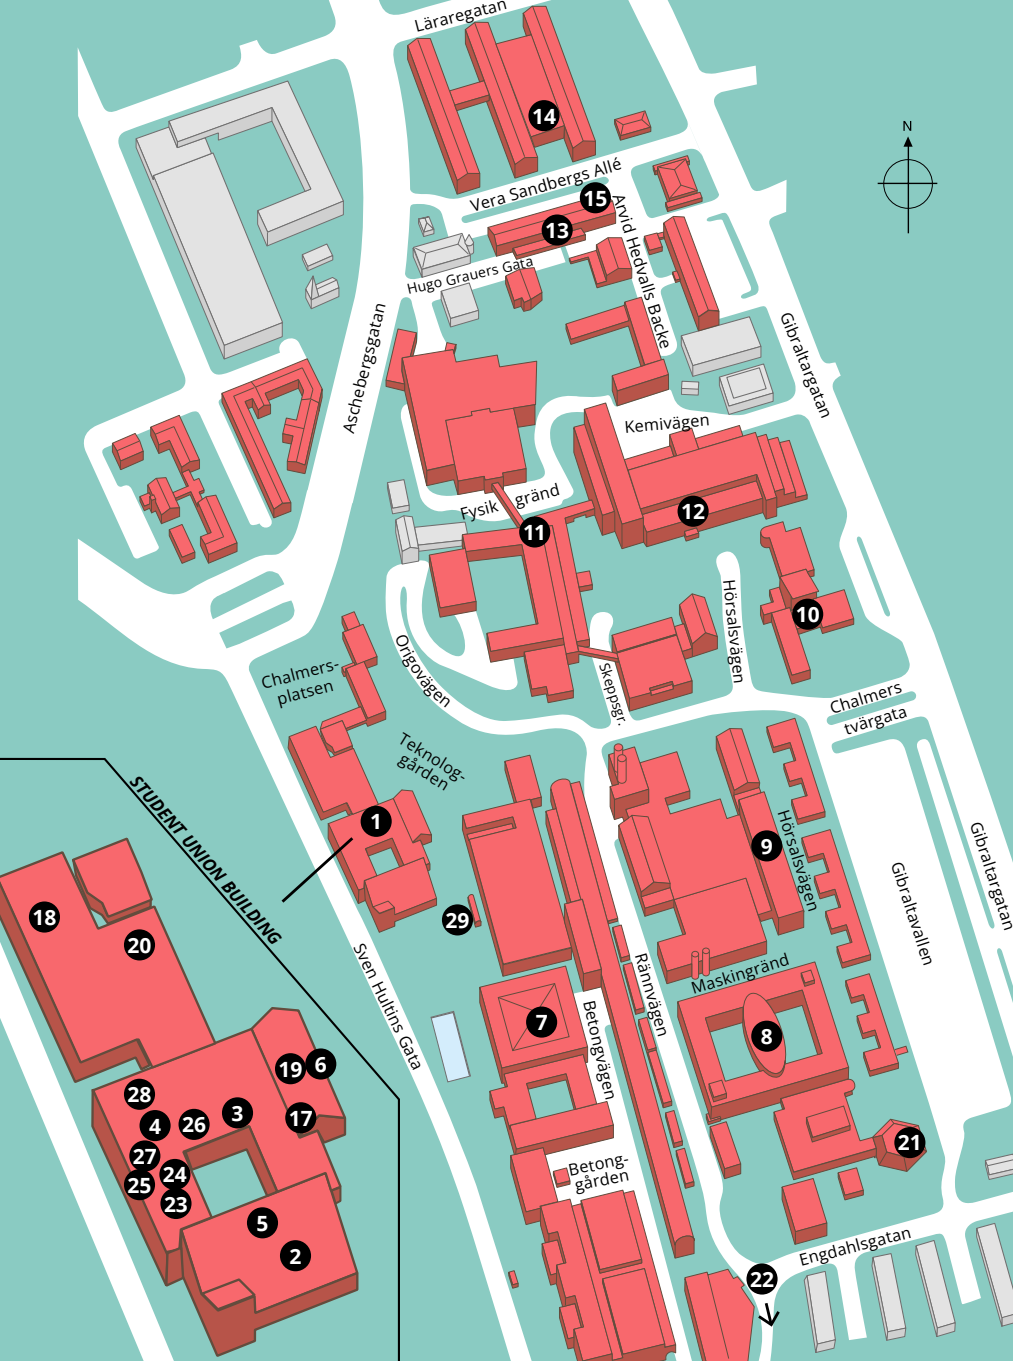 Läraregatan
N
14
Vera Sandbergs Allé
15
13
Arvid Hedvalls Backe
Hugo Grauers Gata
Aschebergsgatan
Gibraltargatan
Kemivägen
Fysik
gränd
12
11
Hörsalsvägen
10
Origovägen
Chalmers-
platsen
Skeppsgr.
Chalmers
tvärgata
Teknolog-
gården
STUDENT UNION BUILDING
1
9
Hörsalsvägen
Gibraltargatan
Gibraltavallen
18
20
29
Sven Hultins Gata
Rännvägen
Maskingränd
7
Betongvägen
8
19
6
28
4
26
3
17
27
24
25
23
5
2
21
Betong-
gården
Engdahlsgatan
22